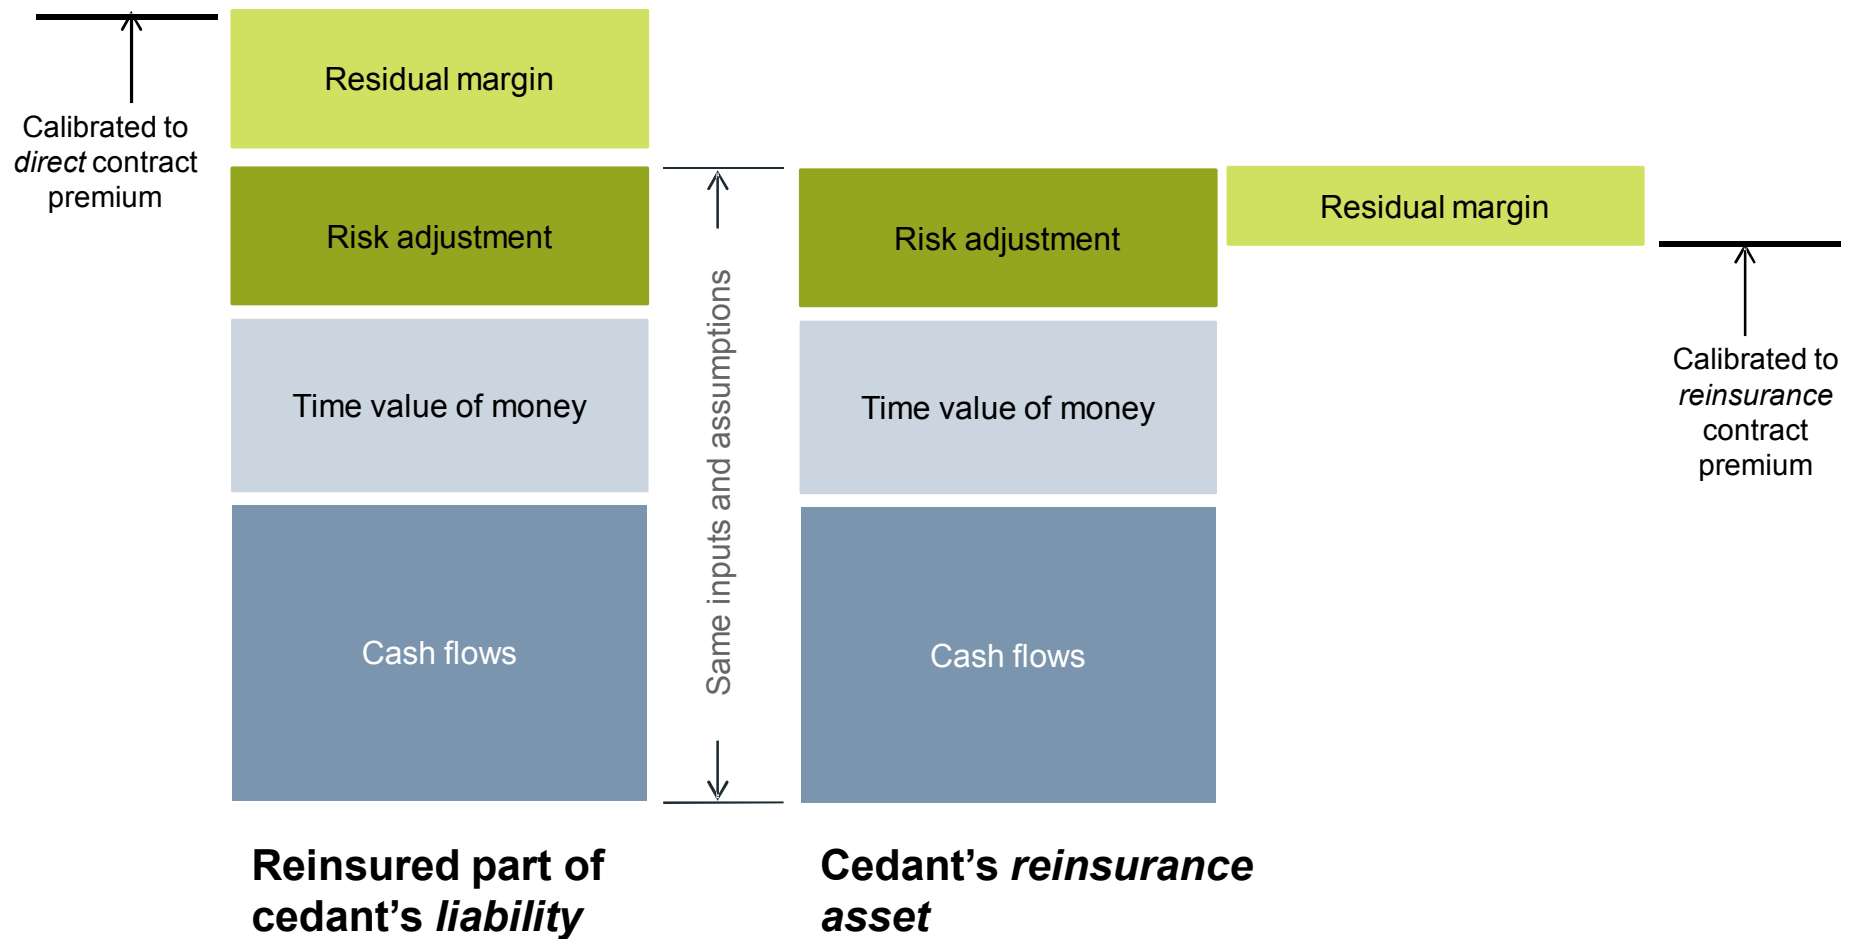 Residual margin
Calibrated to
direct contract
premium
Risk adjustment
Time value of money
Cash flows
Reinsured part of
cedant’s liability
Same inputs and assumptions
Risk adjustment
Time value of money
Cash flows
Cedant’s reinsurance
asset
Residual margin
Calibrated to
reinsurance
contract
premium